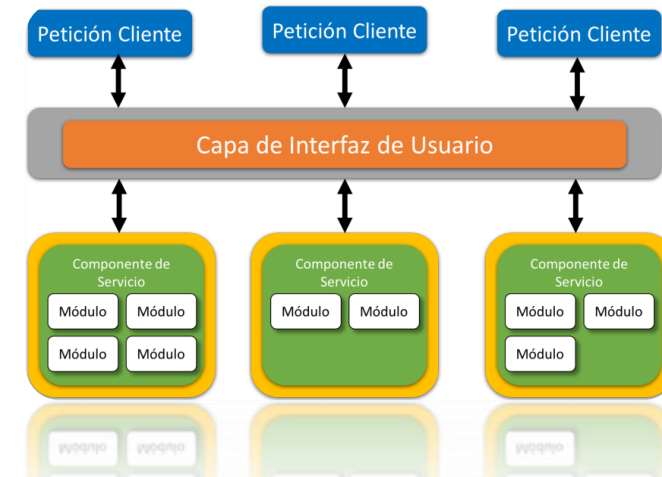 Petición Cliente
Petición Cliente
Petición Cliente
Capa de Interfaz de Usuario
Componente de
Servicio
Módulo
Módulo
Módulo
Módulo
Componente de
Servicio
Módulo
Módulo
Componente de
Servicio
Módulo
Módulo
Módulo